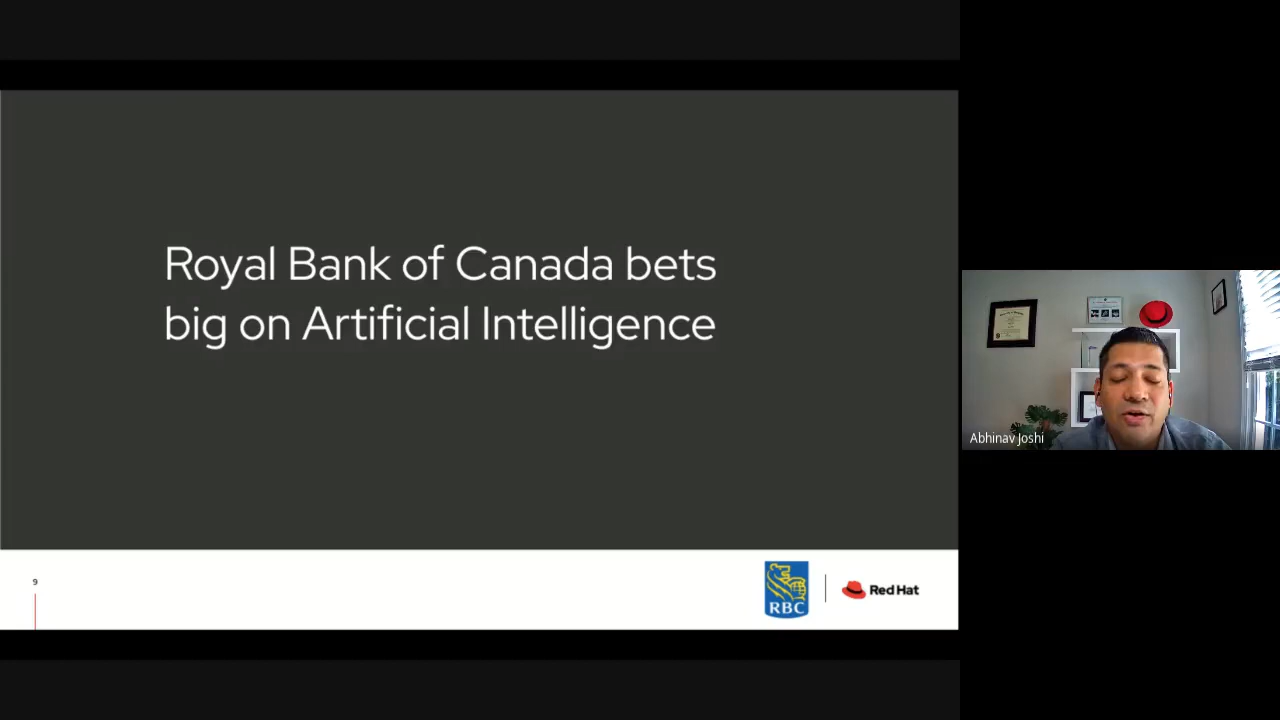 Royal Bank of Canada bets
big on Artificial Intelligence
Abhinav Joshi
9
RBC
Red Hat